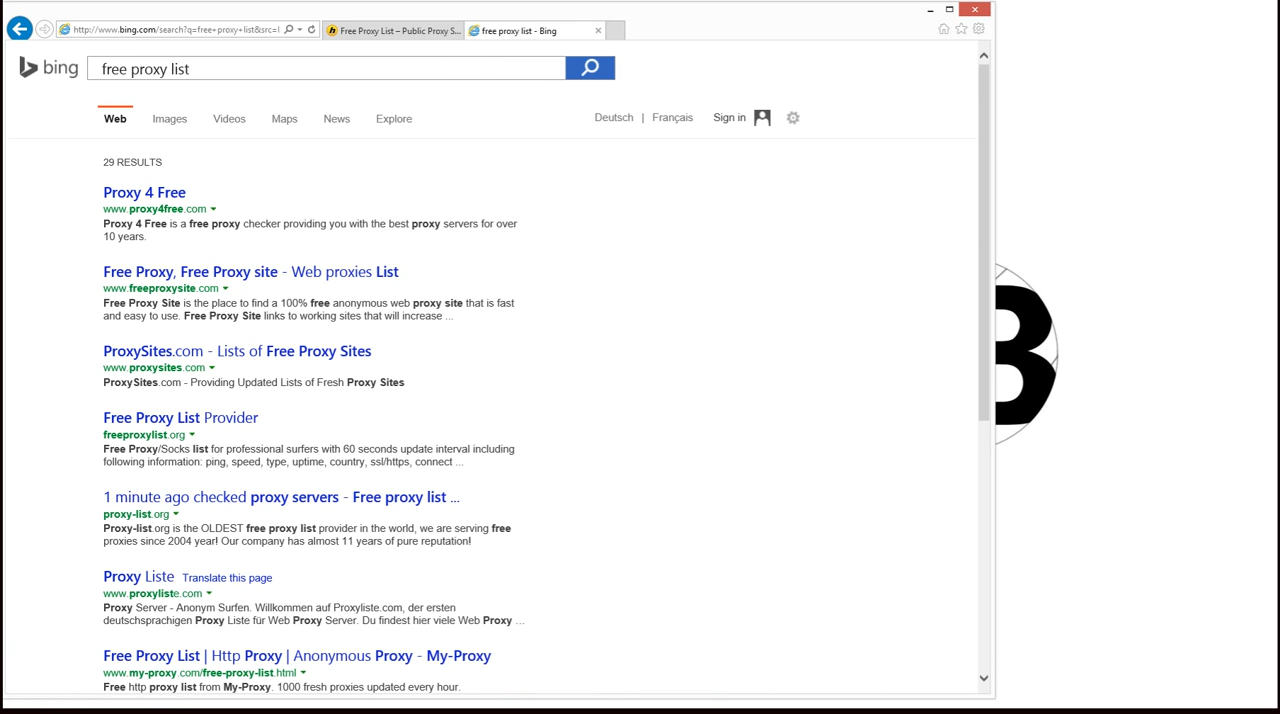 http://www.bing.com/search?q=free+proxy+list&src=I
Free Proxy List – Public Proxy S...
free proxy list - Bing
bing
free proxy list
Web Images Videos Maps News Explore
Deutsch | Français Sign in
29 RESULTS
Proxy 4 Free
www.proxy4free.com
Proxy 4 Free is a free proxy checker providing you with the best proxy servers for over
10 years.
Free Proxy, Free Proxy site - Web proxies List
www.freeproxysite.com
Free Proxy Site is the place to find a 100% free anonymous web proxy site that is fast
and easy to use. Free Proxy Site links to working sites that will increase ...
ProxySites.com - Lists of Free Proxy Sites
www.proxysites.com
ProxySites.com - Providing Updated Lists of Fresh Proxy Sites
Free Proxy List Provider
freeproxylist.org
Free Proxy/Socks list for professional surfers with 60 seconds update interval including
following information: ping, speed, type, uptime, country, ssl/https, connect ...
1 minute ago checked proxy servers - Free proxy list ...
proxy-list.org
Proxy-list.org is the OLDEST free proxy list provider in the world, we are serving free
proxies since 2004 year! Our company has almost 11 years of pure reputation!
Proxy Liste Translate this page
www.proxyliste.com
Proxy Server - Anonym Surfen. Willkommen auf Proxyliste.com, der ersten
deutschsprachigen Proxy Liste für Web Proxy Server. Du findest hier viele Web Proxy ...
Free Proxy List | Http Proxy | Anonymous Proxy - My-Proxy
www.my-proxy.com/free-proxy-list.html
Free http proxy list from My-Proxy. 1000 fresh proxies updated every hour.